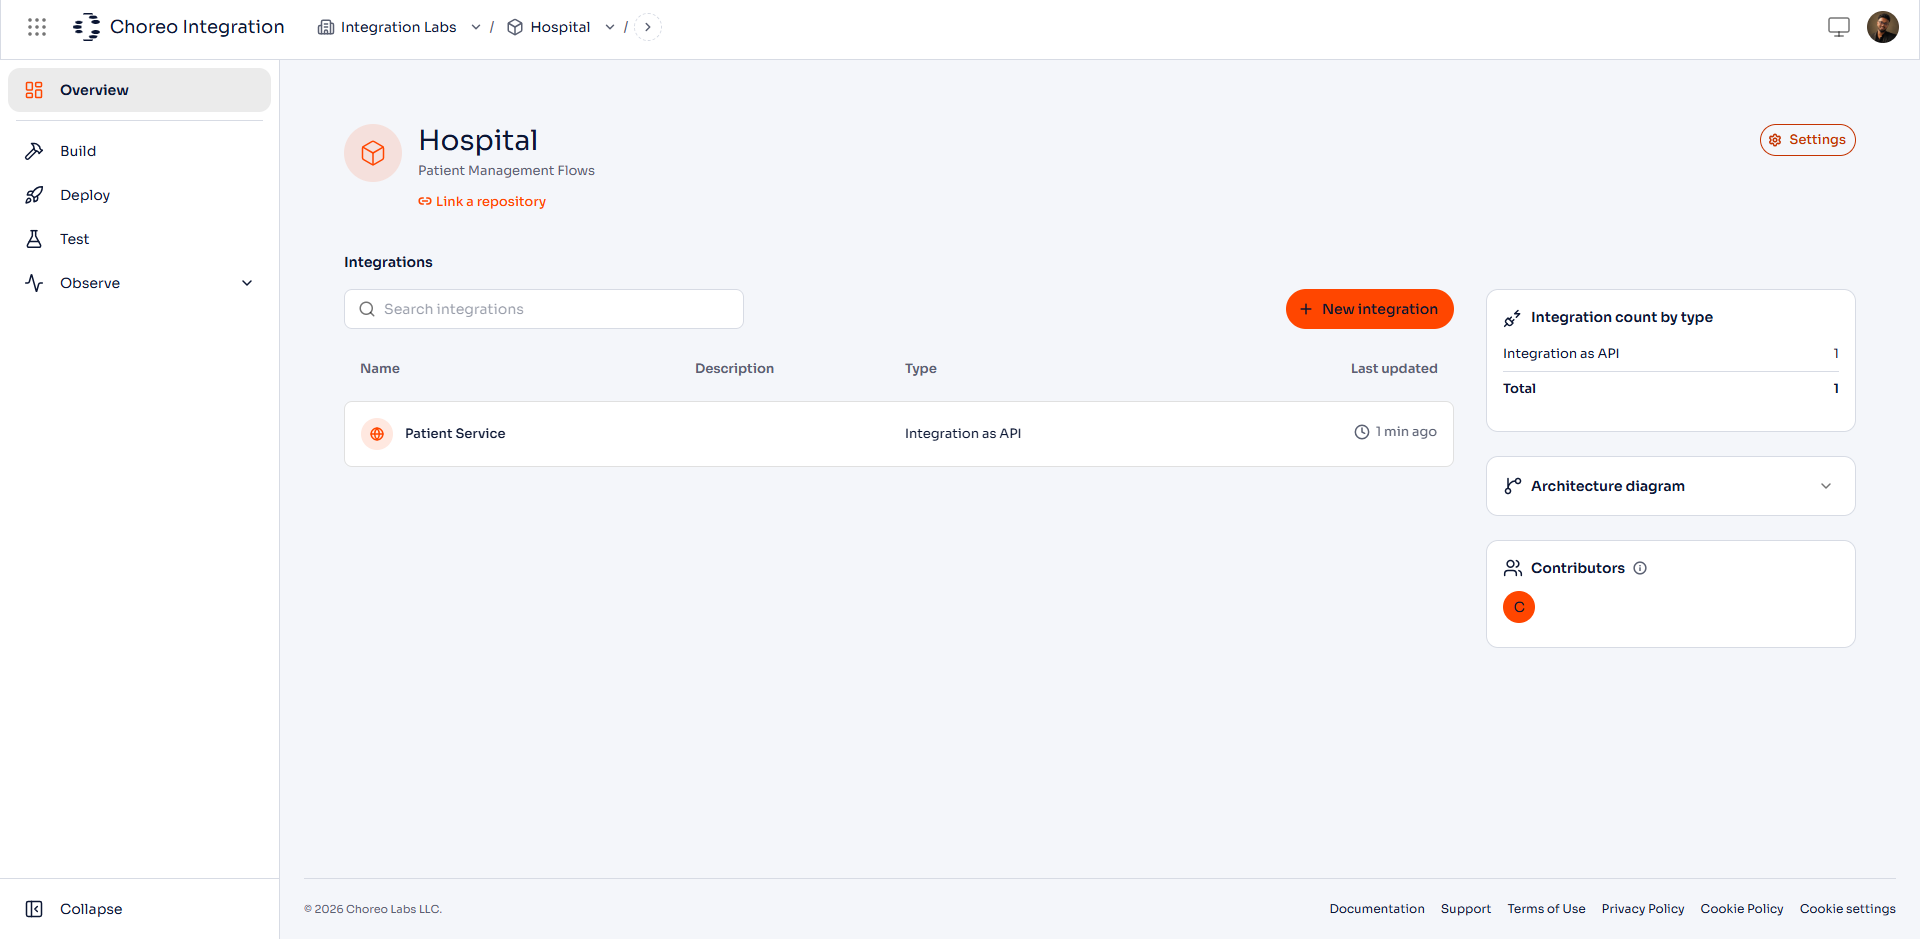 Choreo Integration
Integration Labs / Hospital /
Overview
Build
Deploy
Test
Observe
Collapse
Hospital
Patient Management Flows
Link a repository
Settings
Integrations
Search integrations
+ New integration
Name Description Type Last updated
Patient Service Integration as API 1 min ago
Integration count by type
Integration as API 1
Total 1
Architecture diagram
Contributors
C
© 2026 Choreo Labs LLC.
Documentation Support Terms of Use Privacy Policy Cookie Policy Cookie settings